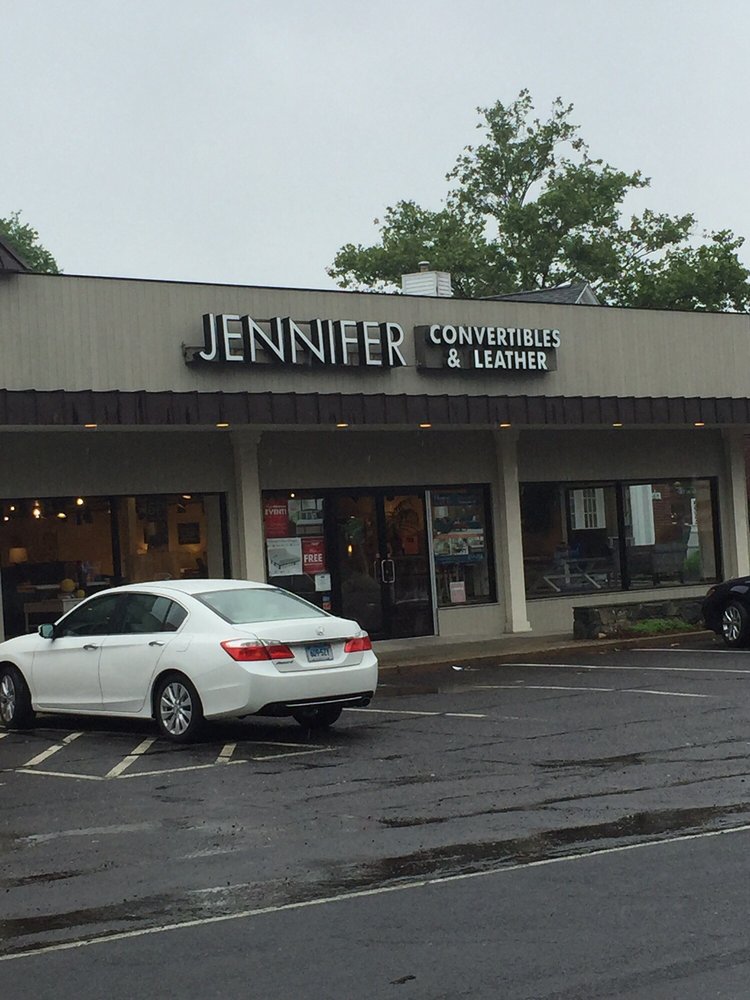 JENNIFER
CONVERTIBLES
& LEATHER
EVENT!
FREE